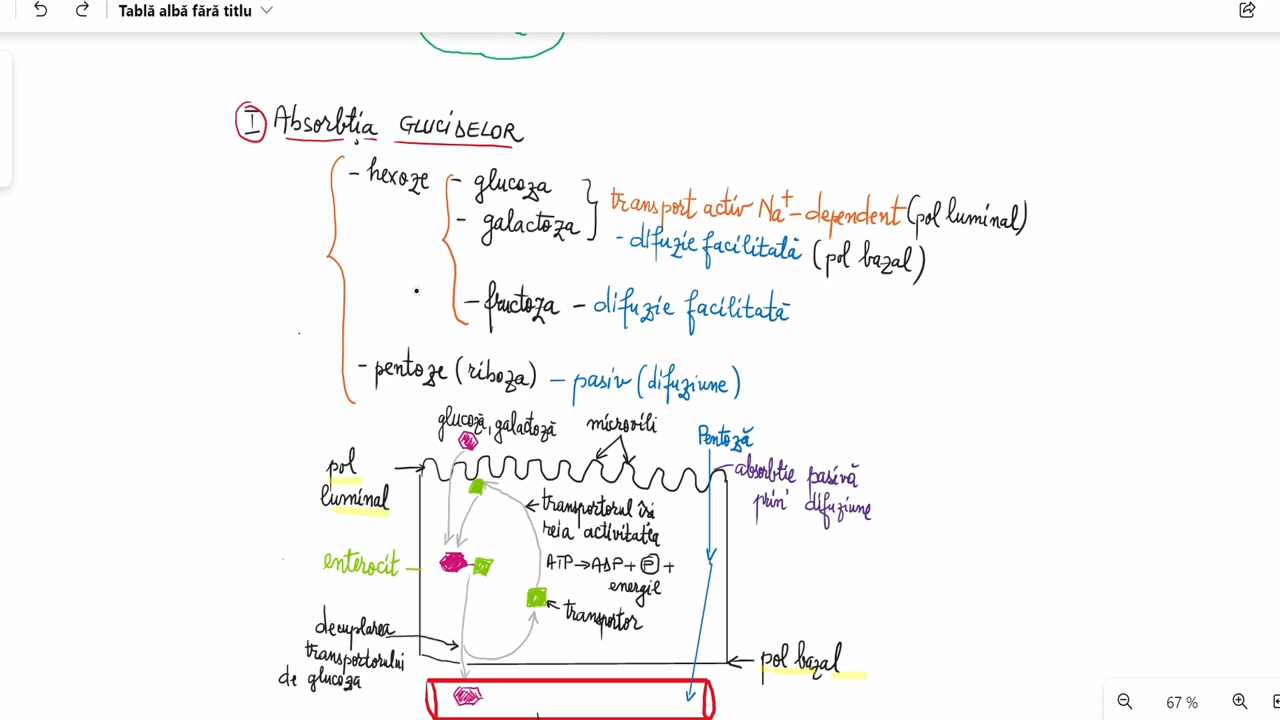 Tablă albă fără titlu
I Absorbția GLUCIDELOR
- hexoze
- glucoza
- galactoza
transport activ Na+-dependent (pol luminal)
- difuzie facilitată (pol bazal)
- fructoza - difuzie facilitată
- pentoze (riboza) - pasiv (difuziune)
glucoză, galactoză
microvili
Pentoză
pol
luminal
absorbtie pasivă
prin difuziune
transportorul își
reia activitatea
enterocit
ATP→ADP+ P +
energie
transportor
decuplarea
transportorului
de glucoza
pol bazal
67 %